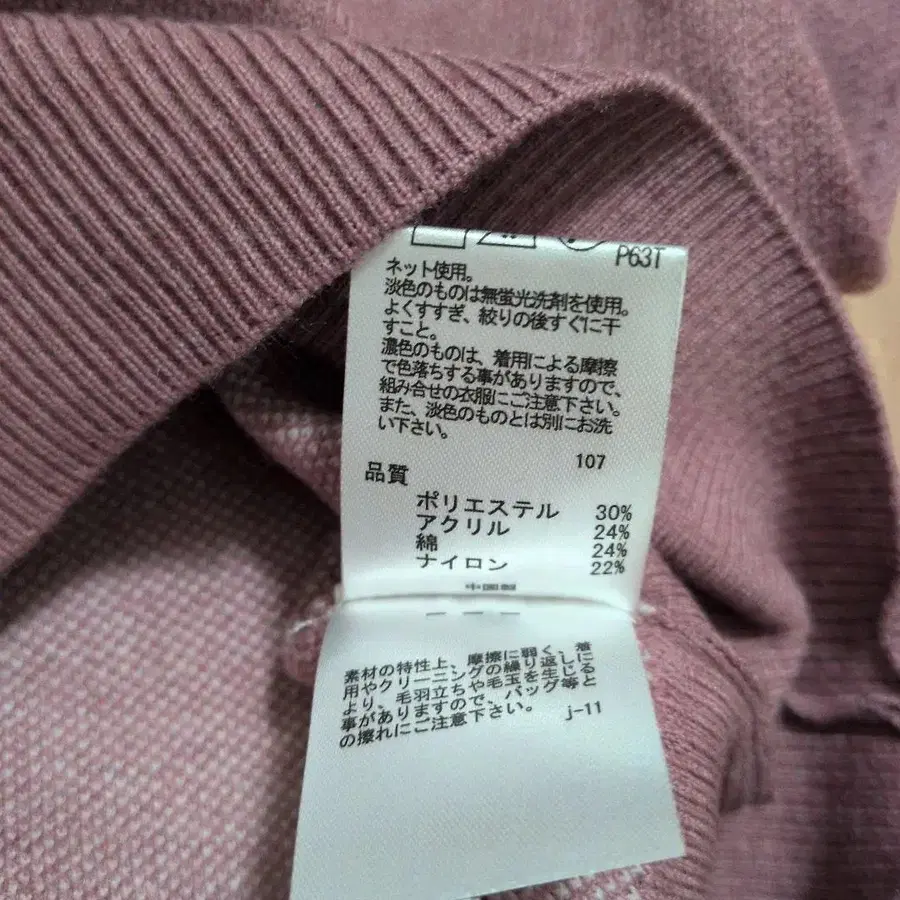 P63T
ネット使用。
淡色のものは無蛍光洗剤を使用。
よくすすぎ、絞りの後すぐに干
すこと。
濃色のものは、着用による摩擦
で色落ちする事がありますので、
組み合せの衣服にご注意下さい。
また、淡色のものとは別にお洗
い下さい。
107
品質
ポリエステル 30%
アクリル 24%
綿 24%
ナイロン 22%
中国製
素材の特性上、摩擦に弱く、着
用やクリーニングの繰り返しに
より、毛羽立ちや毛玉を生じる
事がありますので、バッグ等と
の擦れにご注意下さい。 j-11